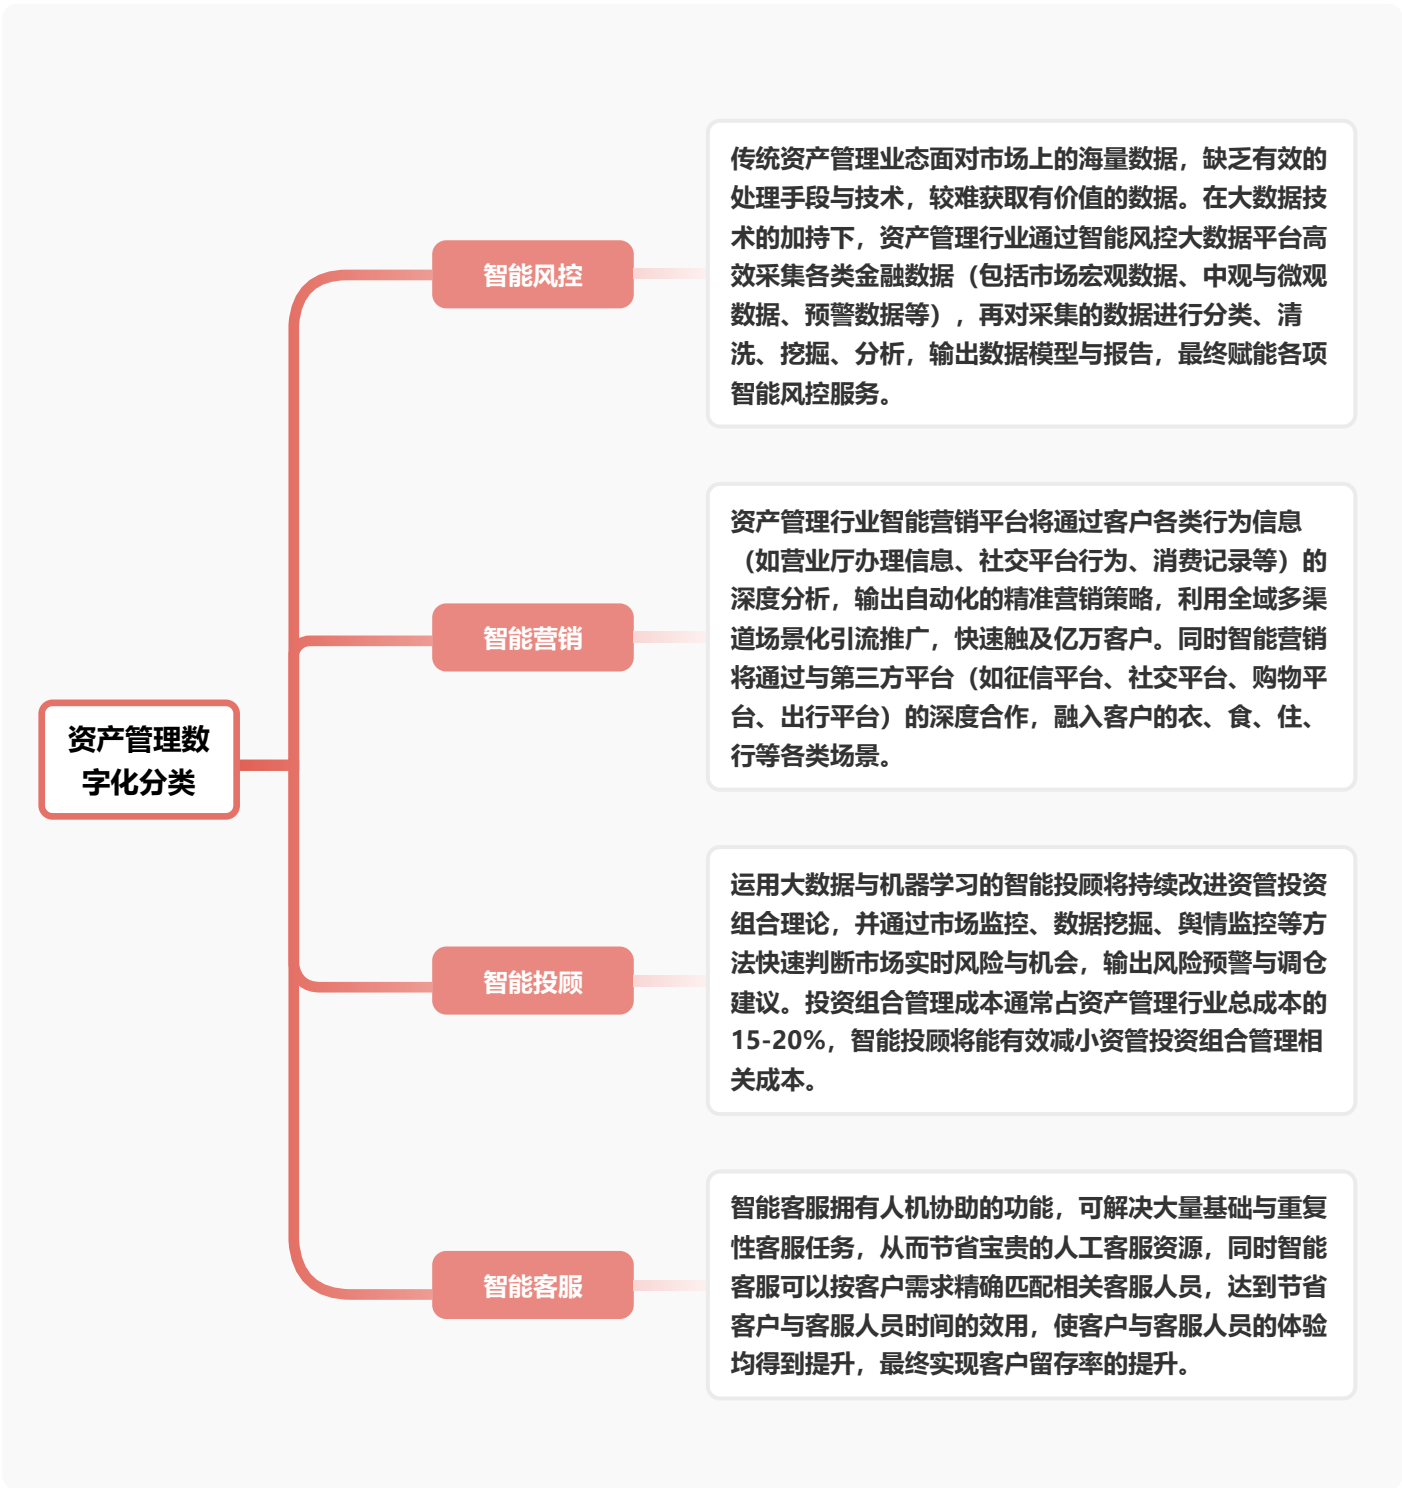 资产管理数
字化分类
智能风控
传统资产管理业态面对市场上的海量数据，缺乏有效的
处理手段与技术，较难获取有价值的数据。在大数据技
术的加持下，资产管理行业通过智能风控大数据平台高
效采集各类金融数据（包括市场宏观数据、中观与微观
数据、预警数据等），再对采集的数据进行分类、清
洗、挖掘、分析，输出数据模型与报告，最终赋能各项
智能风控服务。
智能营销
资产管理行业智能营销平台将通过客户各类行为信息
（如营业厅办理信息、社交平台行为、消费记录等）的
深度分析，输出自动化的精准营销策略，利用全域多渠
道场景化引流推广，快速触及亿万客户。同时智能营销
将通过与第三方平台（如征信平台、社交平台、购物平
台、出行平台）的深度合作，融入客户的衣、食、住、
行等各类场景。
智能投顾
运用大数据与机器学习的智能投顾将持续改进资管投资
组合理论，并通过市场监控、数据挖掘、舆情监控等方
法快速判断市场实时风险与机会，输出风险预警与调仓
建议。投资组合管理成本通常占资产管理行业总成本的
15-20%，智能投顾将能有效减小资管投资组合管理相
关成本。
智能客服
智能客服拥有人机协助的功能，可解决大量基础与重复
性客服任务，从而节省宝贵的人工客服资源，同时智能
客服可以按客户需求精确匹配相关客服人员，达到节省
客户与客服人员时间的效用，使客户与客服人员的体验
均得到提升，最终实现客户留存率的提升。